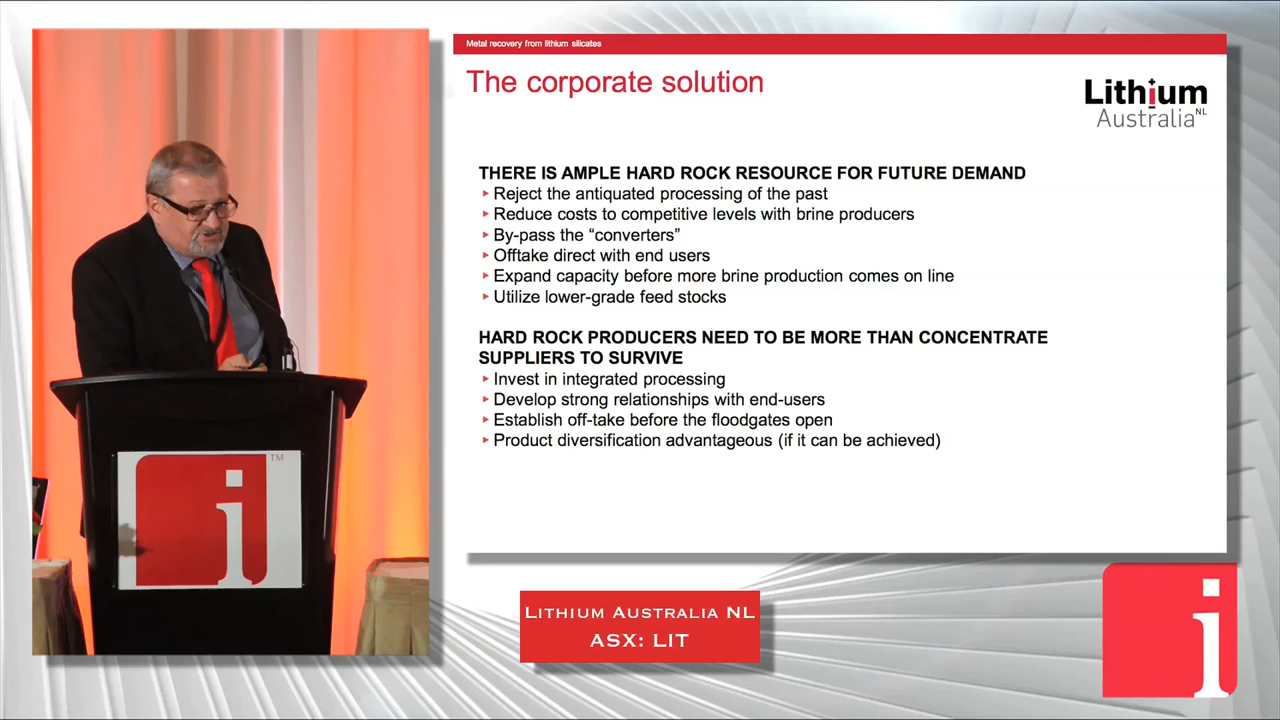 Metal recovery from lithium silicates
The corporate solution
Lithium
Australia NL
THERE IS AMPLE HARD ROCK RESOURCE FOR FUTURE DEMAND
Reject the antiquated processing of the past
Reduce costs to competitive levels with brine producers
By-pass the “converters”
Offtake direct with end users
Expand capacity before more brine production comes on line
Utilize lower-grade feed stocks
HARD ROCK PRODUCERS NEED TO BE MORE THAN CONCENTRATE
SUPPLIERS TO SURVIVE
Invest in integrated processing
Develop strong relationships with end-users
Establish off-take before the floodgates open
Product diversification advantageous (if it can be achieved)
i TM
Lithium Australia NL
ASX: LIT
i